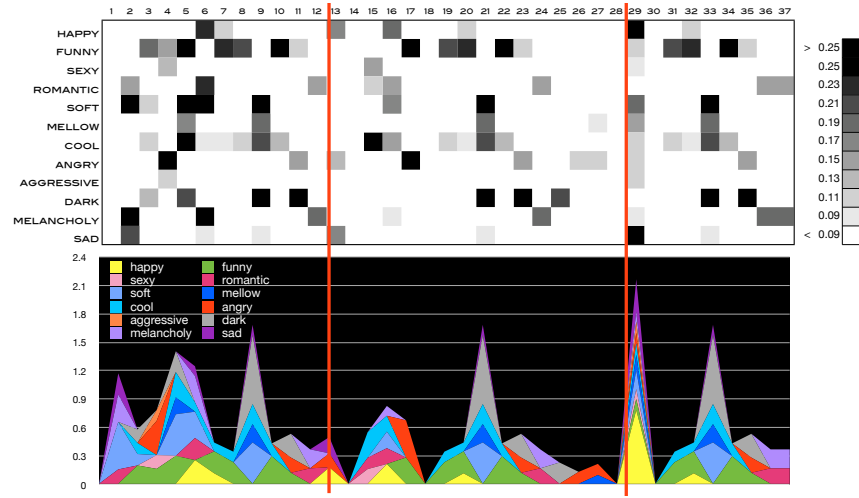 1 2 3 4 5 6 7 8 9 10 11 12 13 14 15 16 17 18 19 20 21 22 23 24 25 26 27 28 29 30 31 32 33 34 35 36 37
HAPPY
FUNNY
SEXY
ROMANTIC
SOFT
MELLOW
COOL
ANGRY
AGGRESSIVE
DARK
MELANCHOLY
SAD
> 0.25
0.25
0.23
0.21
0.19
0.17
0.15
0.13
0.11
0.09
< 0.09
2.4
2.1
1.8
1.5
1.2
0.9
0.6
0.3
0
happy funny
sexy romantic
soft mellow
cool angry
aggressive dark
melancholy sad